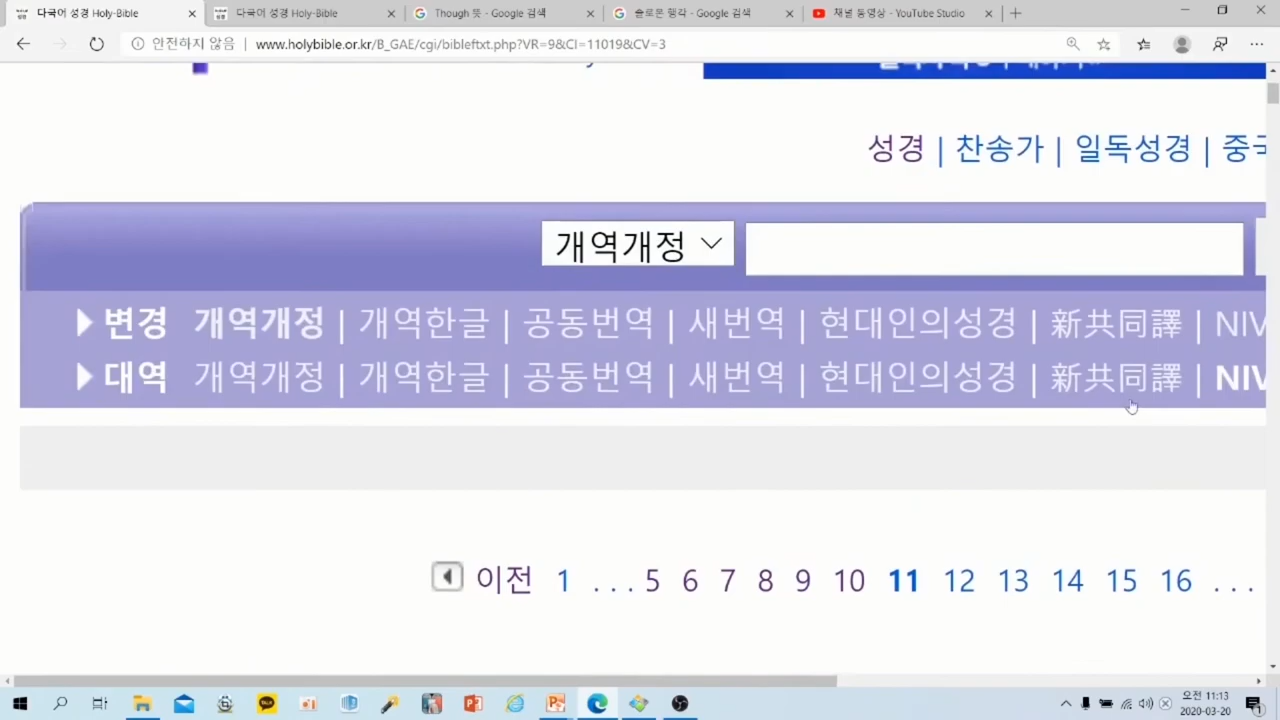 다국어 성경 Holy-Bible
다국어 성경 Holy-Bible
Though 뜻 - Google 검색
솔로몬 행각 - Google 검색
채널 동영상 - YouTube Studio
안전하지 않음 | www.holybible.or.kr/B_GAE/cgi/bibleftxt.php?VR=9&CI=11019&CV=3
성경 | 찬송가 | 일독성경 | 중국
개역개정
변경 개역개정 | 개역한글 | 공동번역 | 새번역 | 현대인의성경 | 新共同譯 | NIV
대역 개역개정 | 개역한글 | 공동번역 | 새번역 | 현대인의성경 | 新共同譯 | NIV
이전 1 . . . 5 6 7 8 9 10 11 12 13 14 15 16 . . .
오전 11:13
2020-03-20